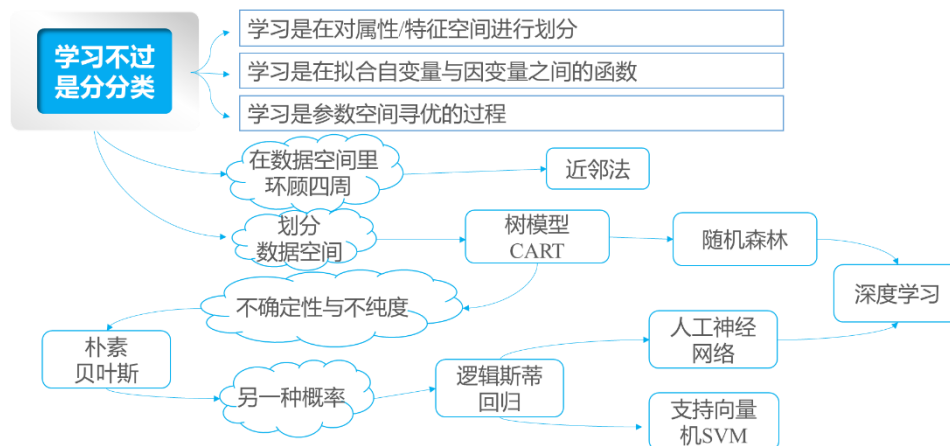 学习不过
是分分类
学习是在对属性/特征空间进行划分
学习是在拟合自变量与因变量之间的函数
学习是参数空间寻优的过程
在数据空间里
环顾四周
近邻法
划分
数据空间
树模型
CART
随机森林
深度学习
不确定性与不纯度
朴素
贝叶斯
另一种概率
逻辑斯蒂
回归
人工神经
网络
支持向量
机SVM